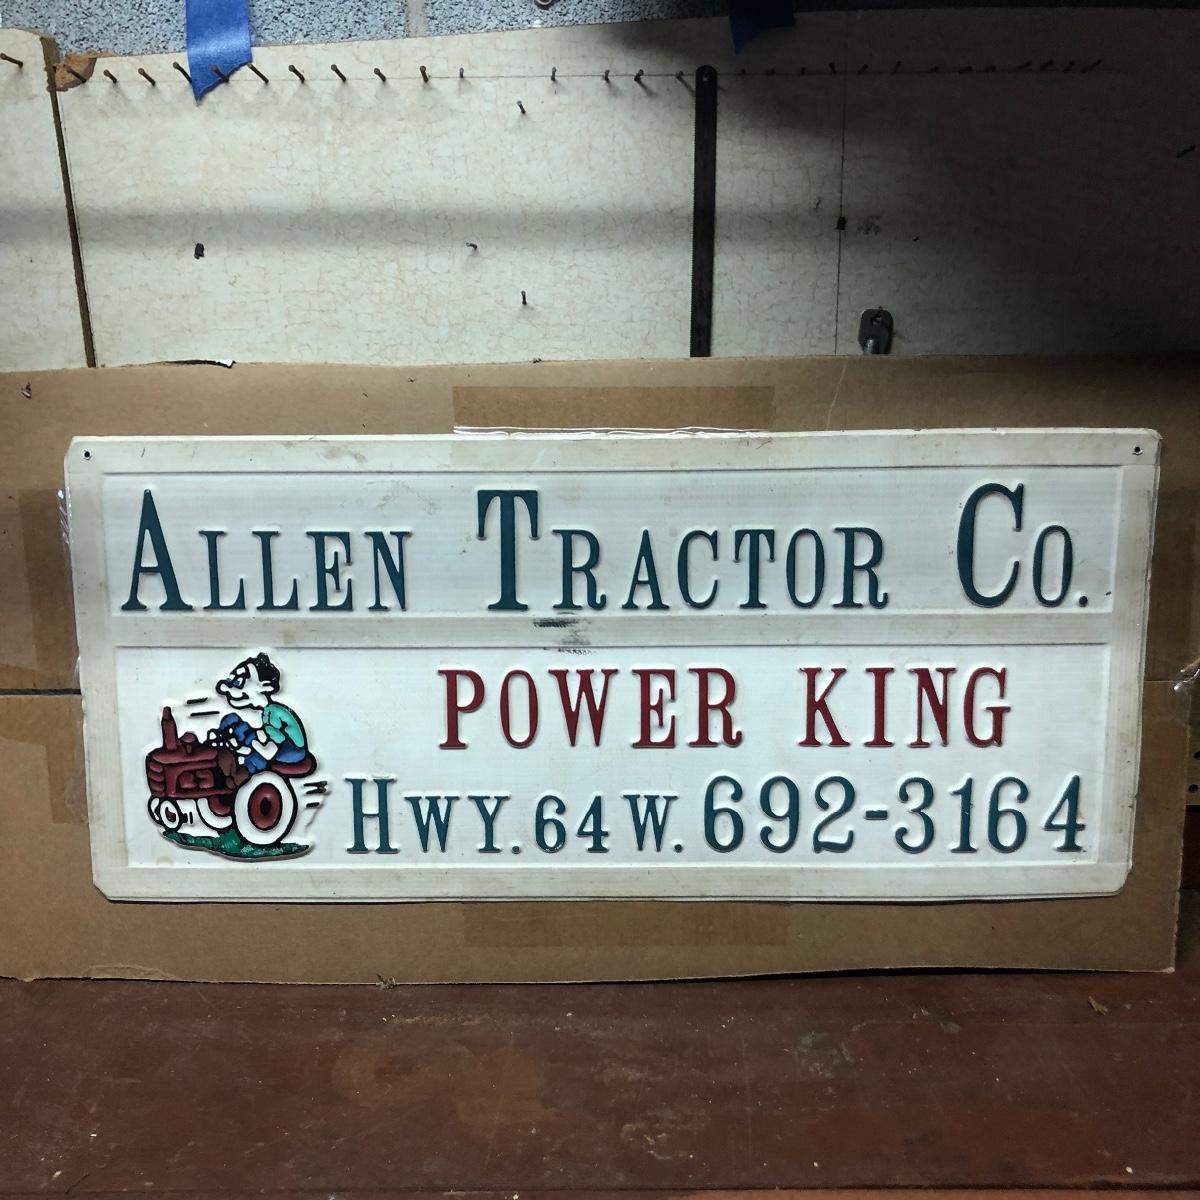 ALLEN TRACTOR CO.
POWER KING
HWY. 64 W. 692-3164